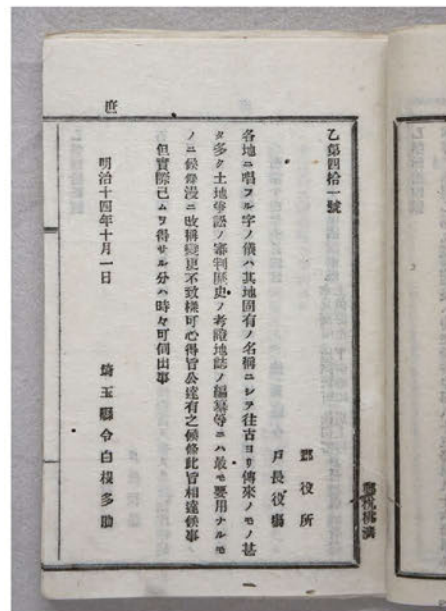 乙第四拾一號
郡役所
戸長役場
各地ニ唱フル字ノ儀ハ其地固有ノ名稱ニシテ往古ヨリ傳來ノモノ甚
タ多ク土地爭訟ノ審判歴史ノ考證地誌ノ編纂等ニハ最モ要用ナルモ
ノニ候條漫ニ改稱變更不致樣可心得旨公達有之候條此旨相達候事
但實際已ムヲ得サル分ハ時々可伺出事
明治十四年十月一日
埼玉縣令白根多助
庶